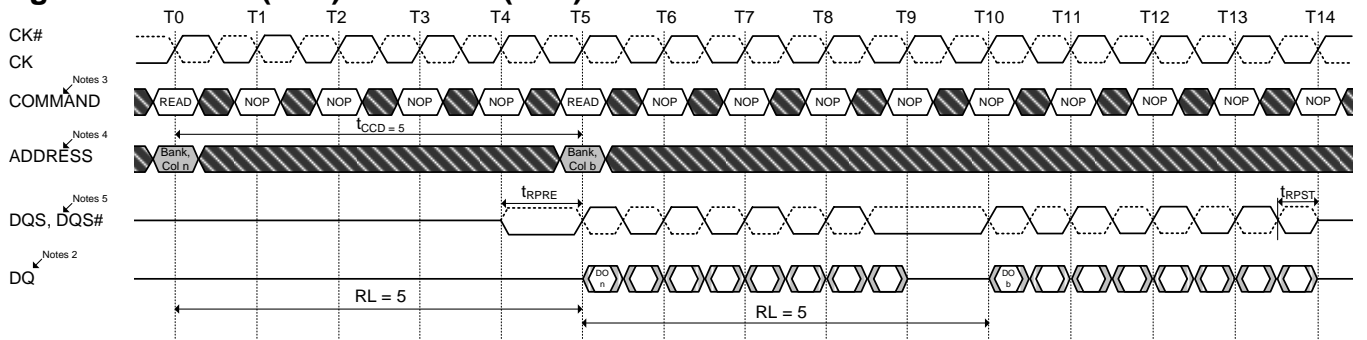 T0 T1 T2 T3 T4 T5 T6 T7 T8 T9 T10 T11 T12 T13 T14
CK#
CK
Notes 3
COMMAND READ NOP NOP NOP NOP READ NOP NOP NOP NOP NOP NOP NOP NOP NOP
tCCD = 5
Notes 4
ADDRESS Bank, Col n Bank, Col b
Notes 5 tRPRE tRPST
DQS, DQS#
Notes 2
DQ DO n DO b
RL = 5
RL = 5